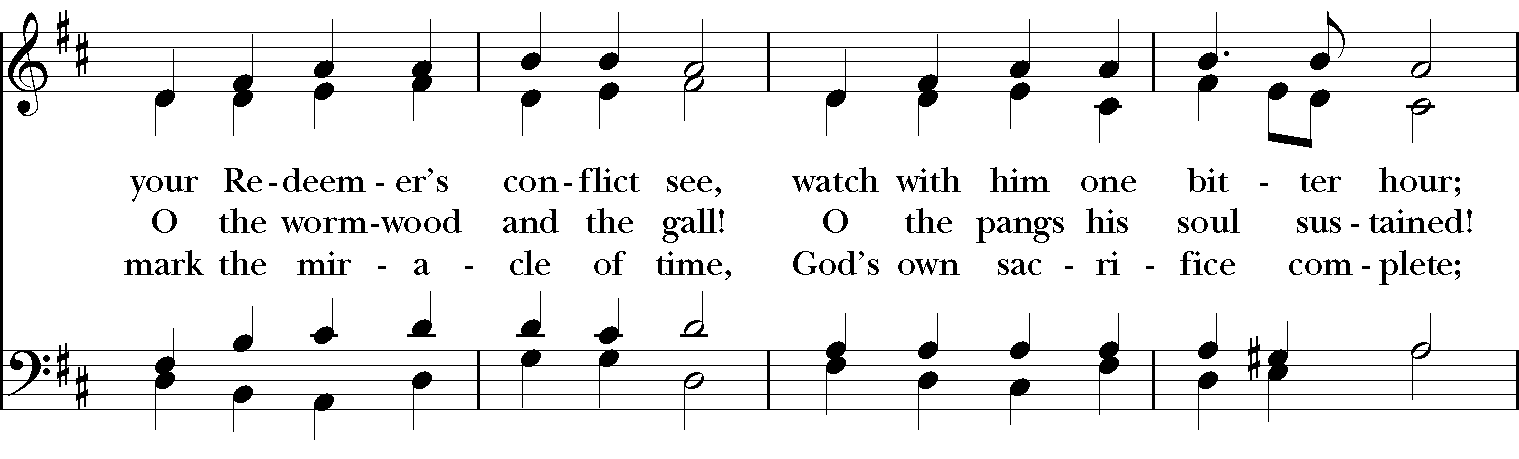 your Re - deem - er’s con - flict see, watch with him one bit - ter hour;
O the worm - wood and the gall! O the pangs his soul sus - tained!
mark the mir - a - cle of time, God’s own sac - ri - fice com - plete;